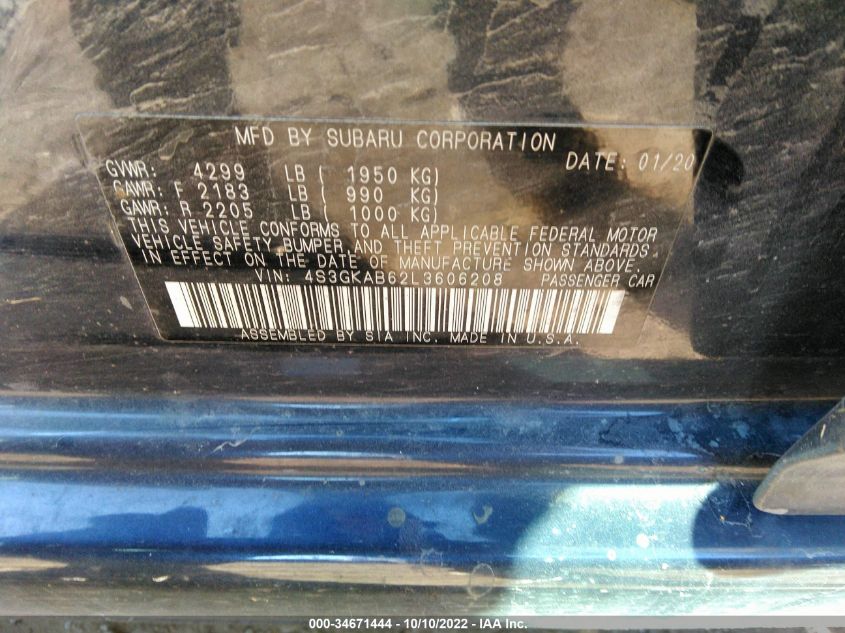 MFD BY SUBARU CORPORATION
DATE: 01/20
GVWR: 4299 LB ( 1950 KG)
GAWR: F 2183 LB ( 990 KG)
GAWR: R 2205 LB ( 1000 KG)
THIS VEHICLE CONFORMS TO ALL APPLICABLE FEDERAL MOTOR
VEHICLE SAFETY, BUMPER, AND THEFT PREVENTION STANDARDS
IN EFFECT ON THE DATE OF MANUFACTURE SHOWN ABOVE.
VIN: 4S3GKAB62L3606208 PASSENGER CAR
ASSEMBLED BY SIA INC. MADE IN U.S.A.
000-34671444 - 10/10/2022 - IAA Inc.